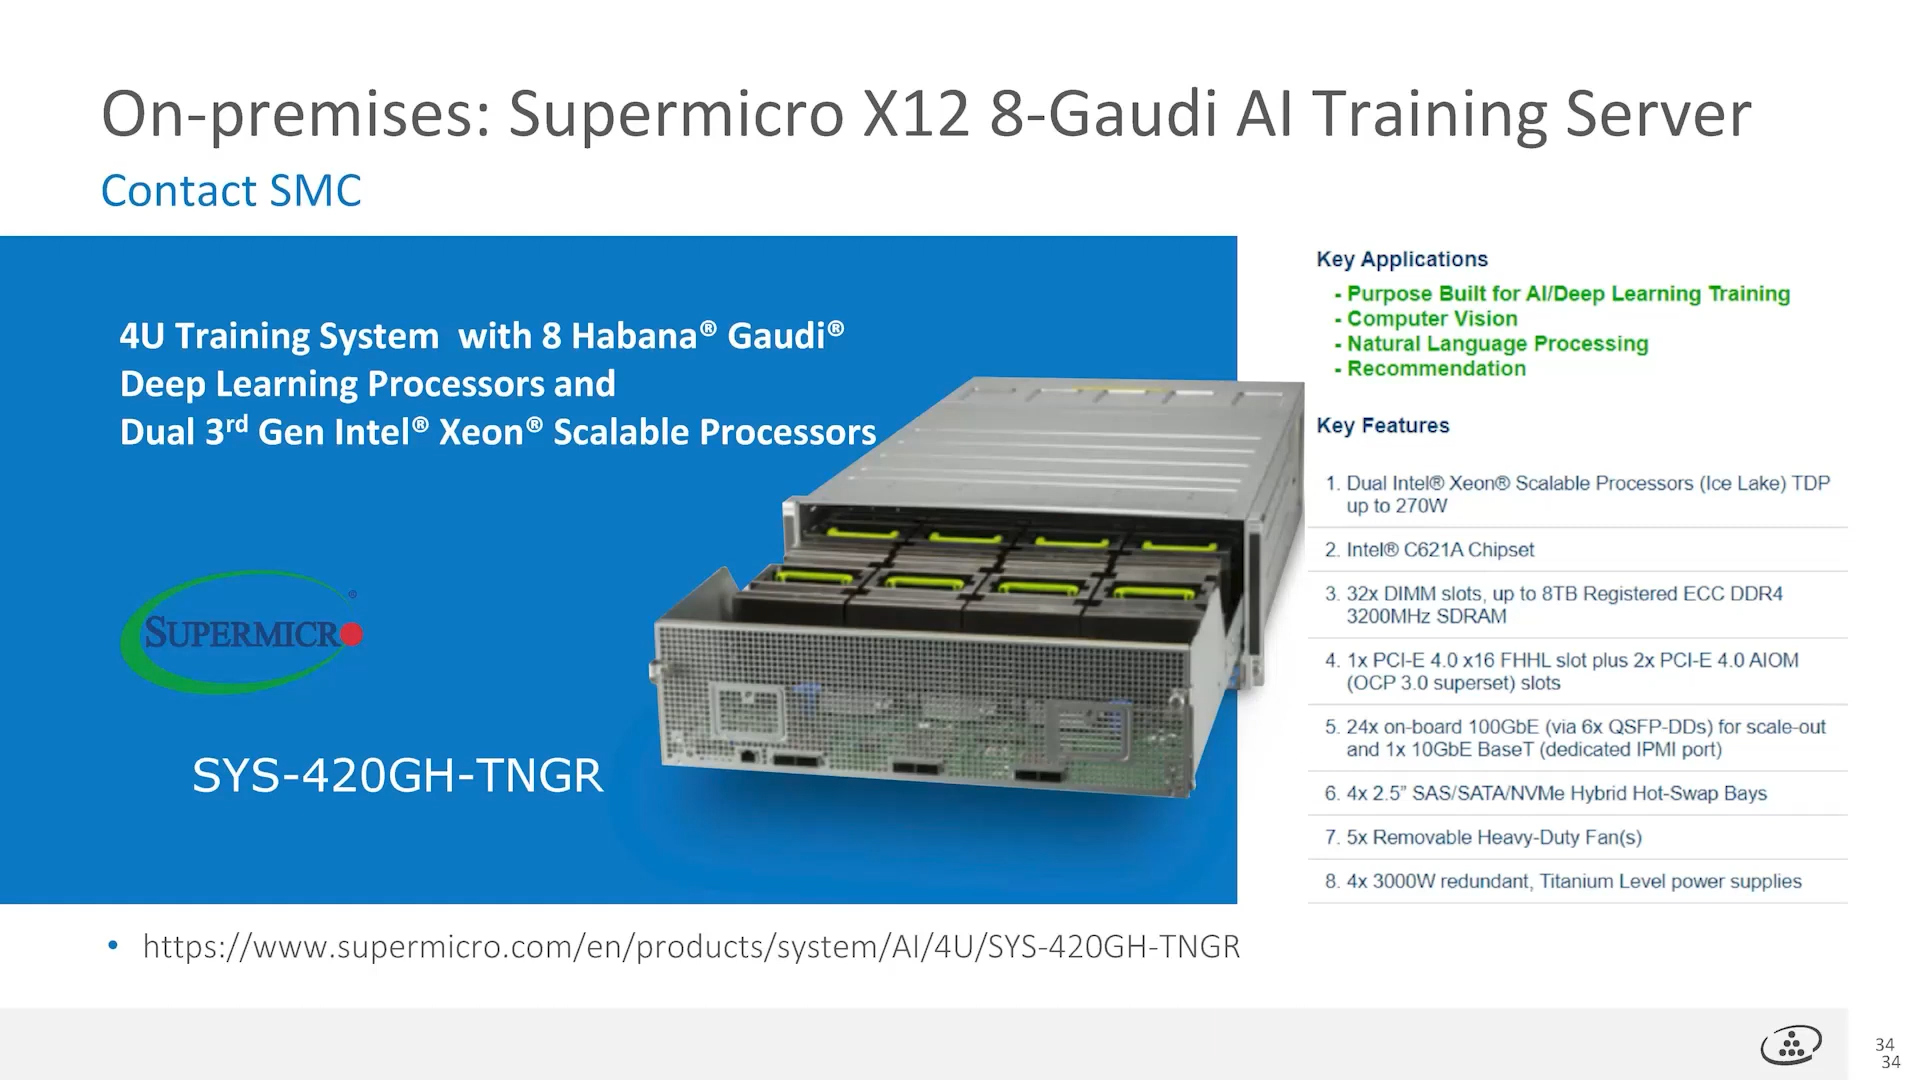 On-premises: Supermicro X12 8-Gaudi AI Training Server
Contact SMC
4U Training System with 8 Habana® Gaudi®
Deep Learning Processors and
Dual 3rd Gen Intel® Xeon® Scalable Processors
SUPERMICRO®
SYS-420GH-TNGR
Key Applications
- Purpose Built for AI/Deep Learning Training
- Computer Vision
- Natural Language Processing
- Recommendation
Key Features
1. Dual Intel® Xeon® Scalable Processors (Ice Lake) TDP
up to 270W
2. Intel® C621A Chipset
3. 32x DIMM slots, up to 8TB Registered ECC DDR4
3200MHz SDRAM
4. 1x PCI-E 4.0 x16 FHHL slot plus 2x PCI-E 4.0 AIOM
(OCP 3.0 superset) slots
5. 24x on-board 100GbE (via 6x QSFP-DDs) for scale-out
and 1x 10GbE BaseT (dedicated IPMI port)
6. 4x 2.5” SAS/SATA/NVMe Hybrid Hot-Swap Bays
7. 5x Removable Heavy-Duty Fan(s)
8. 4x 3000W redundant, Titanium Level power supplies
• https://www.supermicro.com/en/products/system/AI/4U/SYS-420GH-TNGR
34
34